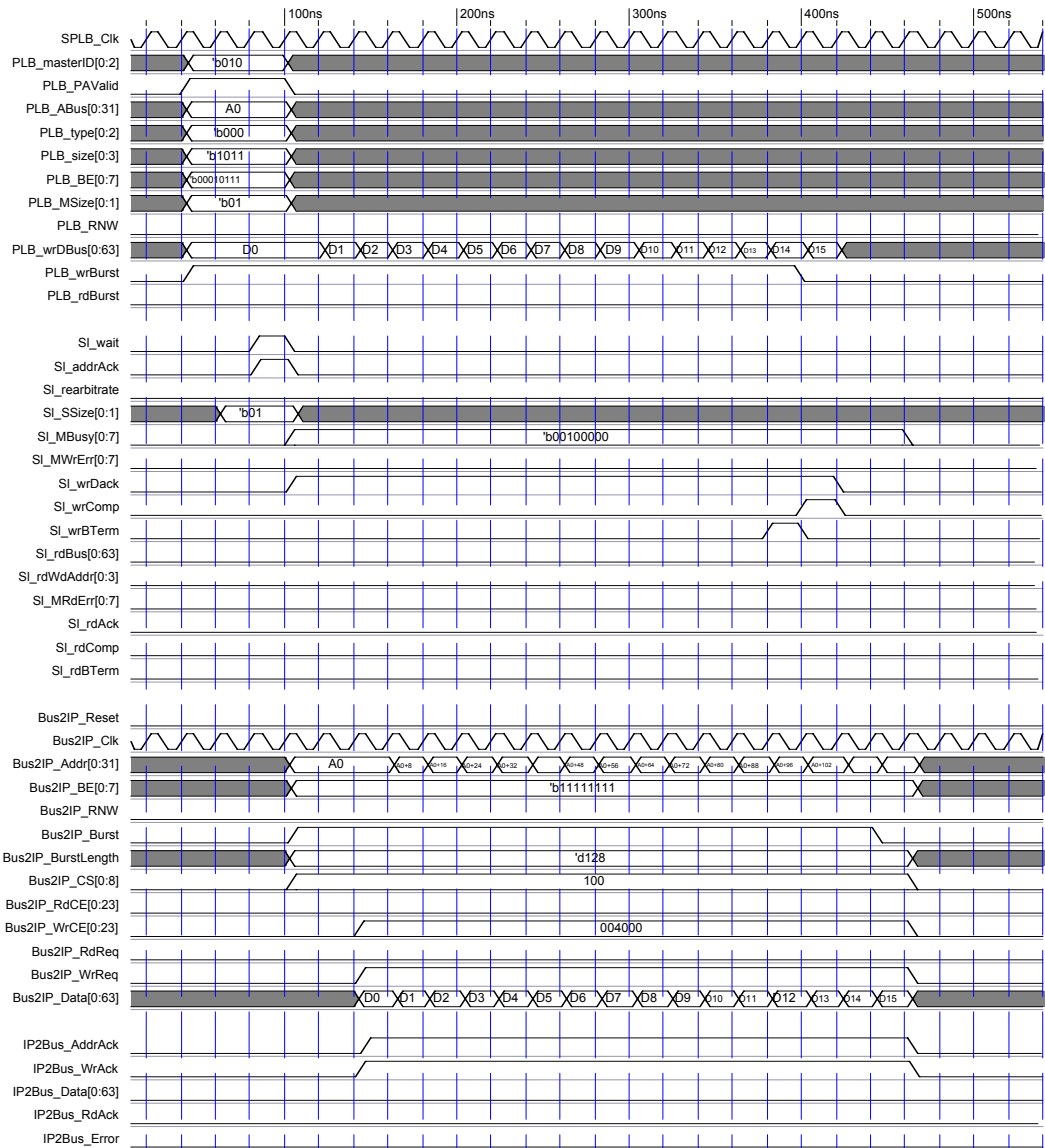 100ns 200ns 300ns 400ns 500ns
SPLB_Clk
PLB_masterID[0:2] 'b010
PLB_PAValid
PLB_ABus[0:31] A0
PLB_type[0:2] 'b000
PLB_size[0:3] 'b1011
PLB_BE[0:7] 'b00010111
PLB_MSize[0:1] 'b01
PLB_RNW
PLB_wrDBus[0:63] D0 D1 D2 D3 D4 D5 D6 D7 D8 D9 D10 D11 D12 D13 D14 D15
PLB_wrBurst
PLB_rdBurst
Sl_wait
Sl_addrAck
Sl_rearbitrate
Sl_SSize[0:1] 'b01
Sl_MBusy[0:7] 'b00100000
Sl_MWrErr[0:7]
Sl_wrDack
Sl_wrComp
Sl_wrBTerm
Sl_rdBus[0:63]
Sl_rdWdAddr[0:3]
Sl_MRdErr[0:7]
Sl_rdAck
Sl_rdComp
Sl_rdBTerm
Bus2IP_Reset
Bus2IP_Clk
Bus2IP_Addr[0:31] A0 A0+8 A0+16 A0+24 A0+32 A0+48 A0+56 A0+64 A0+72 A0+80 A0+88 A0+96 A0+102
Bus2IP_BE[0:7] 'b11111111
Bus2IP_RNW
Bus2IP_Burst
Bus2IP_BurstLength 'd128
Bus2IP_CS[0:8] 100
Bus2IP_RdCE[0:23]
Bus2IP_WrCE[0:23] 004000
Bus2IP_RdReq
Bus2IP_WrReq
Bus2IP_Data[0:63] D0 D1 D2 D3 D4 D5 D6 D7 D8 D9 D10 D11 D12 D13 D14 D15
IP2Bus_AddrAck
IP2Bus_WrAck
IP2Bus_Data[0:63]
IP2Bus_RdAck
IP2Bus_Error